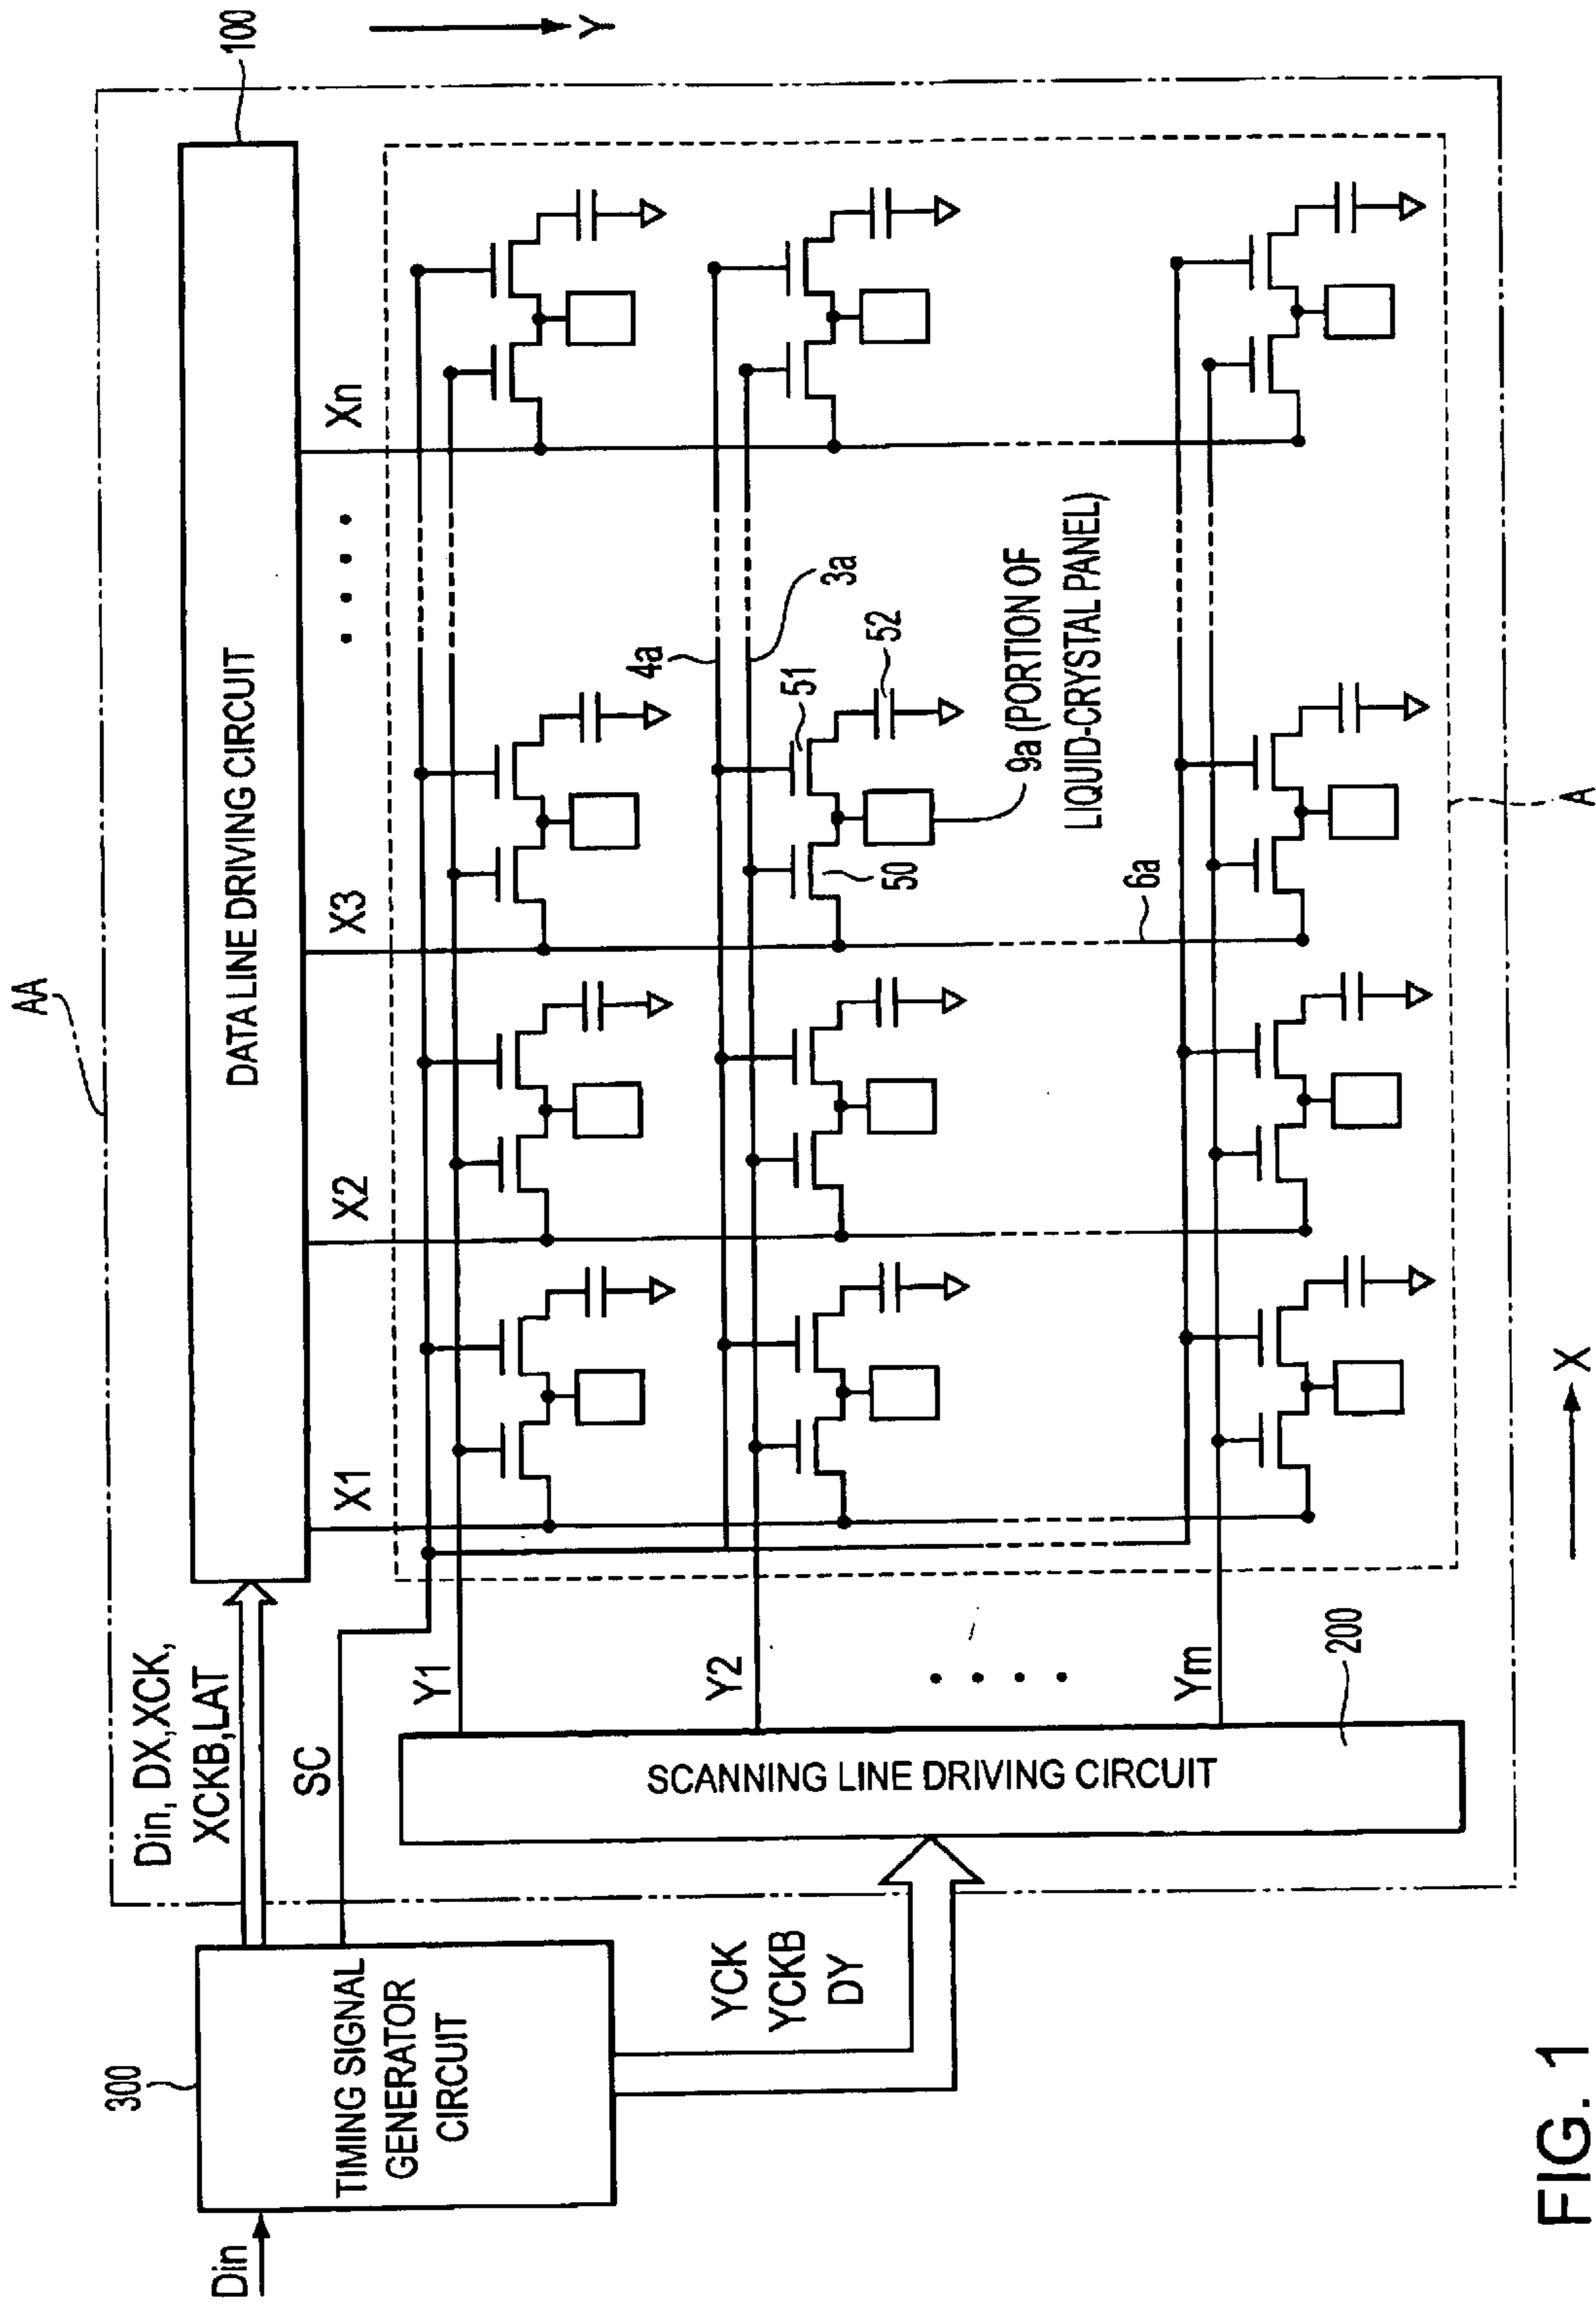 AA
100
Y
DATA LINE DRIVING CIRCUIT
Din, DX, XCK,
XCKB, LAT
X1
X2
X3
. . . .
Xn
SC
300
Din
TIMING SIGNAL
GENERATOR
CIRCUIT
Y1
Y2
. . . .
Ym
4a
3a
51
52
50
9a (PORTION OF
LIQUID-CRYSTAL PANEL)
6a
YCK
YCKB
DY
SCANNING LINE DRIVING CIRCUIT
200
A
X
FIG. 1